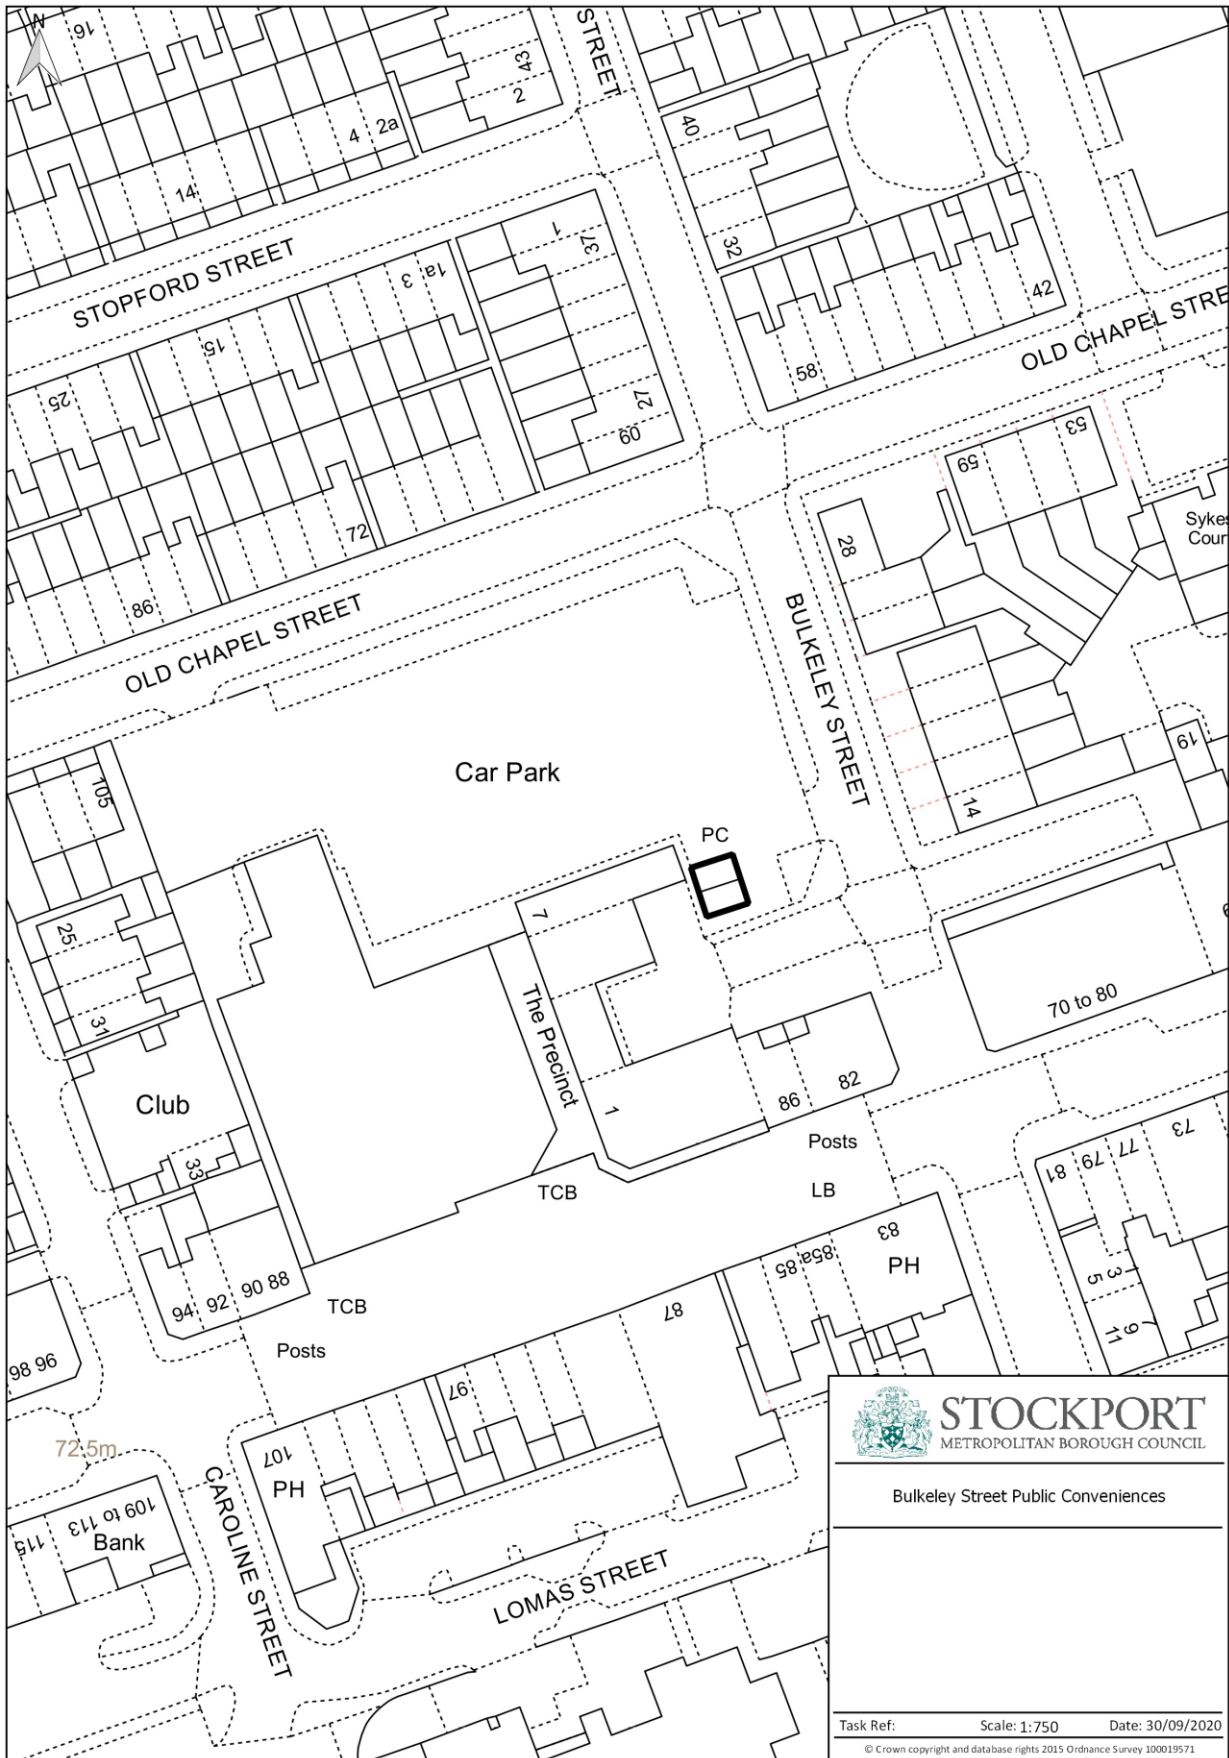 N
16
43
2
4
2a
14
STREET
40
32
STOPFORD STREET
1
37
1a
3
15
25
27
60
42
58
OLD CHAPEL STRE
53
59
72
86
28
Sykes
Cour
OLD CHAPEL STREET
BULKELEY STREET
Car Park
105
19
14
PC
7
25
31
The Precinct
70 to 80
Club
33
1
86
82
Posts
LB
TCB
73
77
79
81
83
85a
85
PH
94
92
90 88
TCB
Posts
87
5
3
1
11
9
7
98 96
97
72.5m
107
PH
CAROLINE STREET
109 to 113
115
Bank
LOMAS STREET
STOCKPORT
METROPOLITAN BOROUGH COUNCIL
Bulkeley Street Public Conveniences
Task Ref:
Scale: 1:750
Date: 30/09/2020
© Crown copyright and database rights 2015 Ordnance Survey 100019571